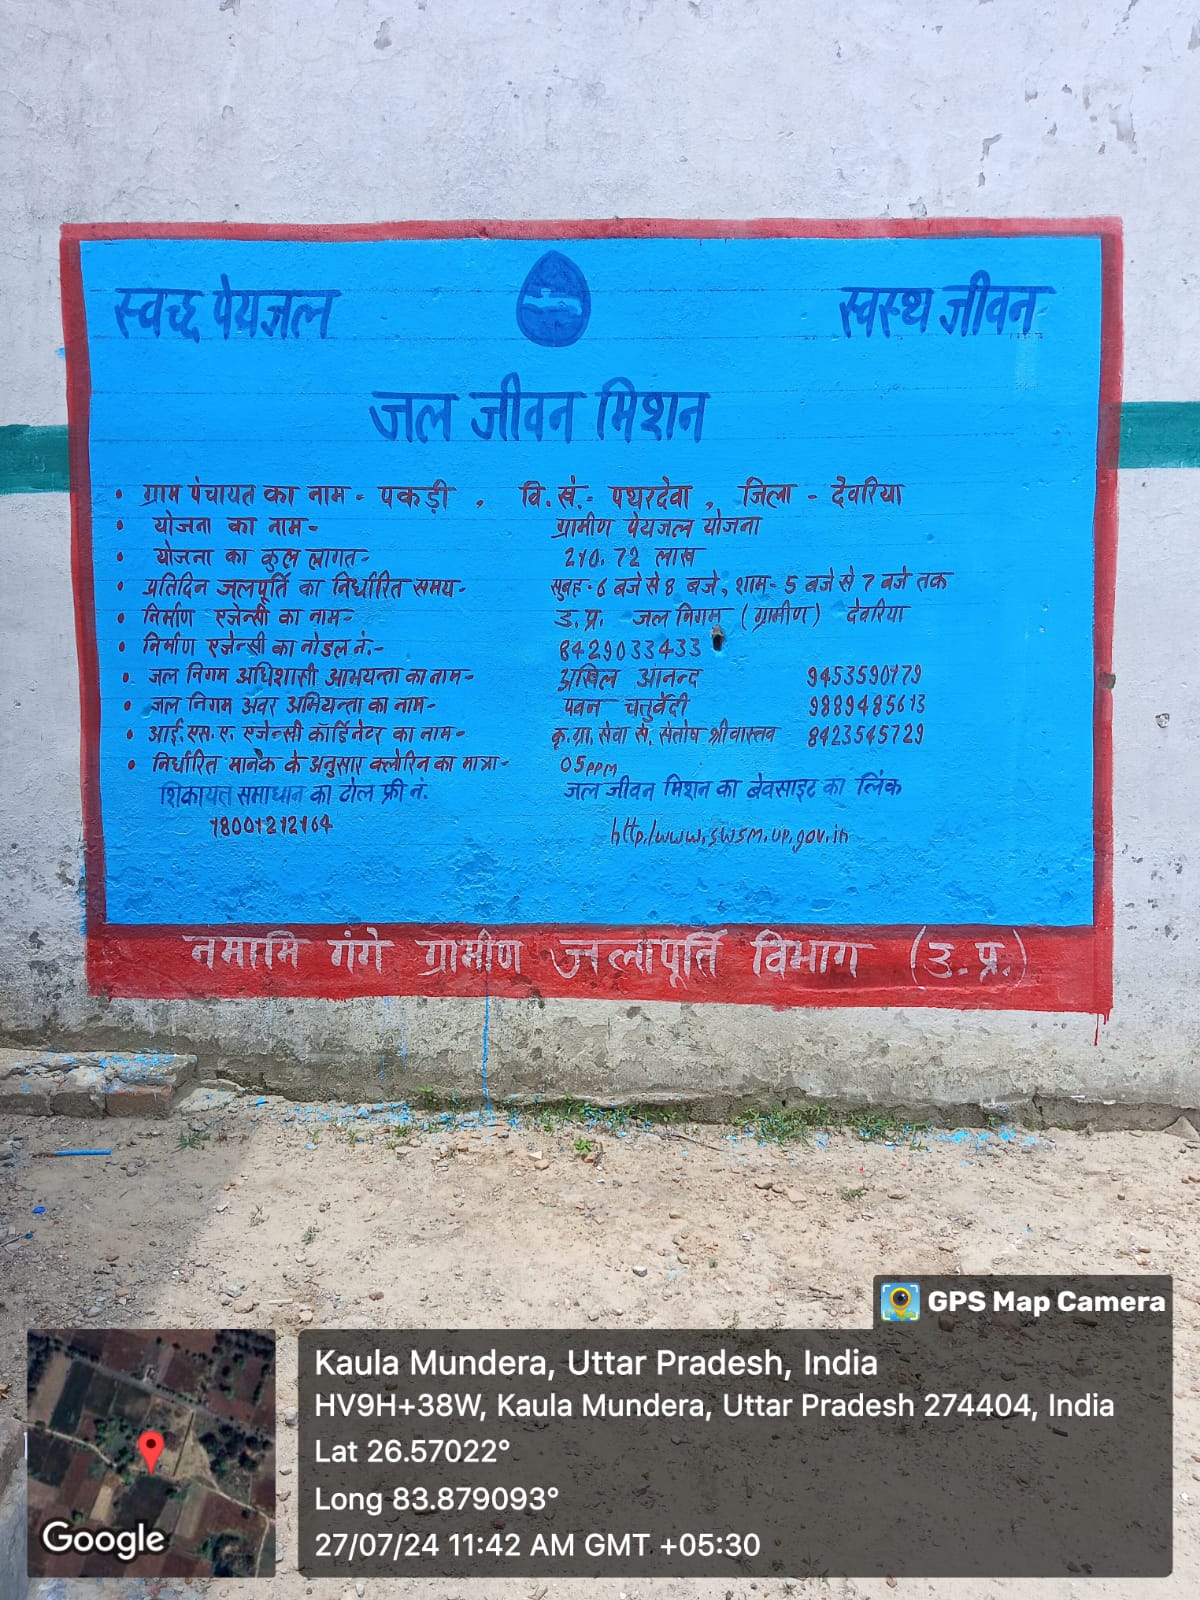 स्वच्छ पेयजल
स्वस्थ जीवन
जल जीवन मिशन
• ग्राम पंचायत का नाम - पकड़ी , वि.खं.- पथरदेवा , जिला - देवरिया
• योजना का नाम - ग्रामीण पेयजल योजना
• योजना का कुल लागत - 210.72 लाख
• प्रतिदिन जलपूर्ति का निर्धारित समय - सुबह - 6 बजे से 8 बजे, शाम - 5 बजे से 7 बजे तक
• निर्माण एजेन्सी का नाम - उ.प्र. जल निगम (ग्रामीण) देवरिया
• निर्माण एजेन्सी का नोडल नं.- 8429033433
• जल निगम अधिशासी अभियन्ता का नाम - अखिल आनन्द 9453590179
• जल निगम अवर अभियन्ता का नाम - पवन चतुर्वेदी 9889485613
• आई.एस.ए. एजेन्सी कॉर्डिनेटर का नाम - कृ.ग्रा. सेवा सं. संतोष श्रीवास्तव 8423545729
• निर्धारित मानक के अनुसार क्लोरिन का मात्रा - 05 PPM
शिकायत समाधान का टोल फ्री नं. जल जीवन मिशन का बेवसाइट का लिंक
18001212164 http,/www.swsm.up.gov.in
नमामि गंगे ग्रामीण जलापूर्ति विभाग (उ.प्र.)
GPS Map Camera
Kaula Mundera, Uttar Pradesh, India
HV9H+38W, Kaula Mundera, Uttar Pradesh 274404, India
Lat 26.57022°
Long 83.879093°
27/07/24 11:42 AM GMT +05:30
Google